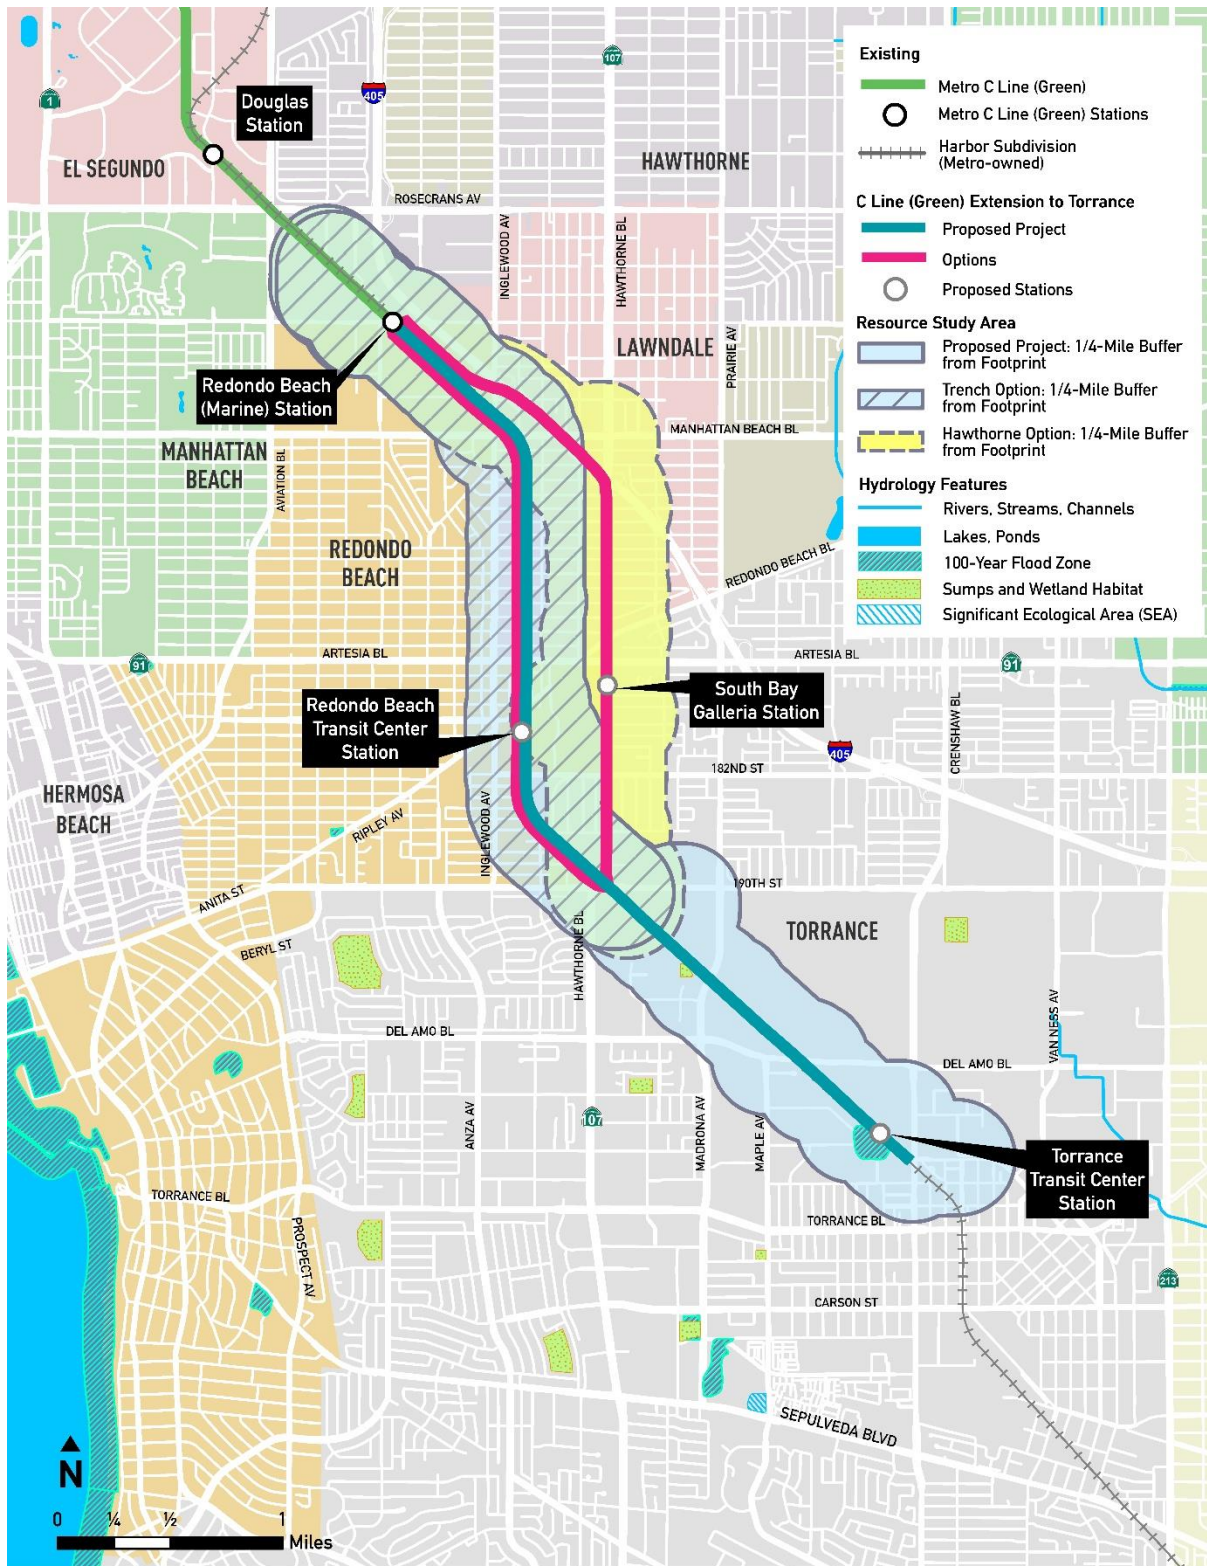 Existing
Metro C Line (Green)
Metro C Line (Green) Stations
Harbor Subdivision
(Metro-owned)
C Line (Green) Extension to Torrance
Proposed Project
Options
Proposed Stations
Resource Study Area
Proposed Project: 1/4-Mile Buffer
from Footprint
Trench Option: 1/4-Mile Buffer
from Footprint
Hawthorne Option: 1/4-Mile Buffer
from Footprint
Hydrology Features
Rivers, Streams, Channels
Lakes, Ponds
100-Year Flood Zone
Sumps and Wetland Habitat
Significant Ecological Area (SEA)
107
1
405
Douglas
Station
EL SEGUNDO
HAWTHORNE
ROSECRANS AV
INGLEWOOD AV
HAWTHORNE BL
LAWNDALE
PRAIRIE AV
Redondo Beach
(Marine) Station
MANHATTAN BEACH BL
MANHATTAN
BEACH
AVIATION BL
REDONDO
BEACH
REDONDO BEACH BL
ARTESIA BL
91
ARTESIA BL
91
South Bay
Galleria Station
Redondo Beach
Transit Center
Station
CRENSHAW BL
405
182ND ST
HERMOSA
BEACH
RIPLEY AV
INGLEWOOD AV
190TH ST
ANITA ST
BERYL ST
HAWTHORNE BL
TORRANCE
DEL AMO BL
VAN NESS AV
DEL AMO BL
ANZA AV
107
MADRONA AV
MAPLE AV
Torrance
Transit Center
Station
TORRANCE BL
PROSPECT AV
TORRANCE BL
213
CARSON ST
SEPULVEDA BLVD
N
0 ¼ ½ 1
Miles